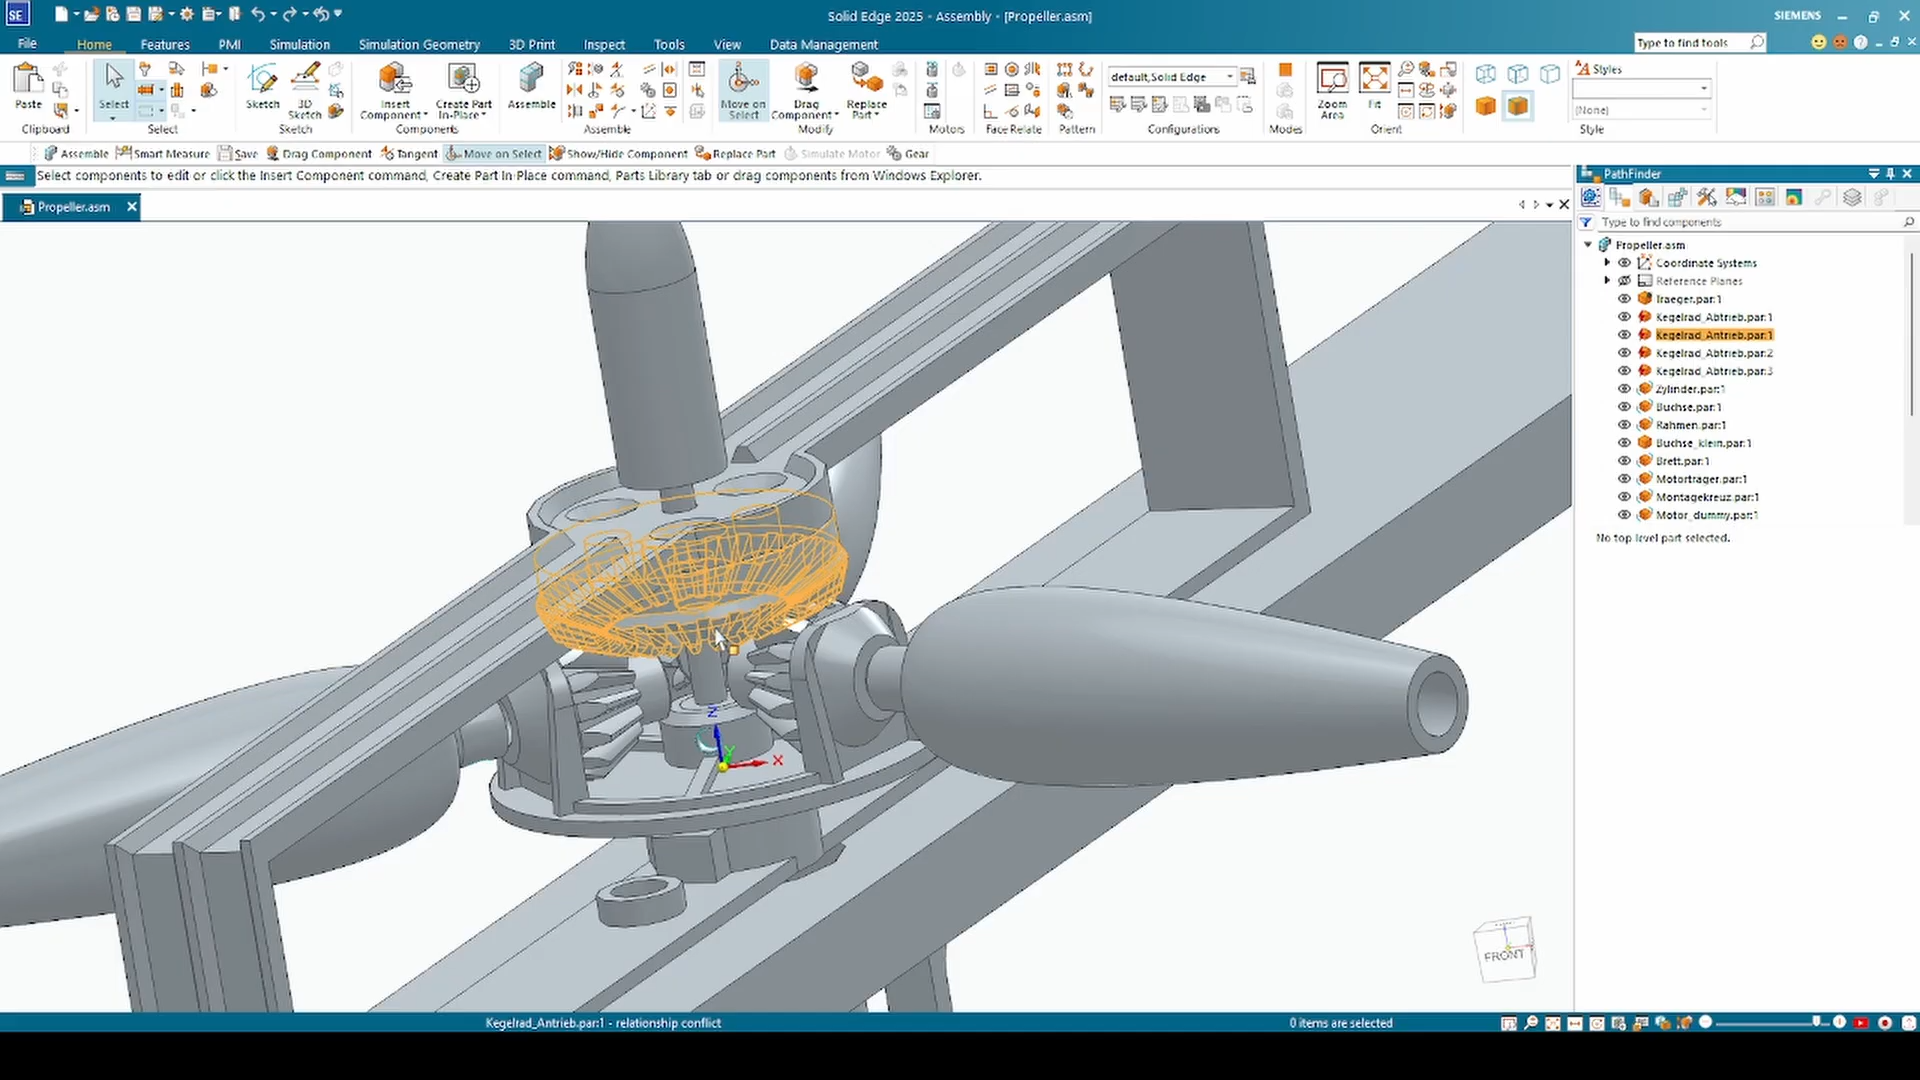 SE
Solid Edge 2025 - Assembly - [Propeller.asm]
SIEMENS
File
Home
Features
PMI
Simulation
Simulation Geometry
3D Print
Inspect
Tools
View
Data Management
Type to find tools
Paste
Select
Sketch
3D Sketch
Insert Component
Create Part In-Place
Assemble
Move on Select
Drag Component
Replace Part
default,Solid Edge
Zoom Area
Fit
Styles
(None)
Clipboard
Select
Sketch
Components
Assemble
Modify
Motors
Face Relate
Pattern
Configurations
Modes
Orient
Style
Assemble
Smart Measure
Save
Drag Component
Tangent
Move on Select
Show/Hide Component
Replace Part
Simulate Motor
Gear
Select components to edit or click the Insert Component command, Create Part In-Place command, Parts Library tab or drag components from Windows Explorer.
Propeller.asm
PathFinder
Type to find components
Propeller.asm
Coordinate Systems
Reference Planes
Traeger.par:1
Kegelrad_Abtrieb.par:1
Kegelrad_Antrieb.par:1
Kegelrad_Abtrieb.par:2
Kegelrad_Abtrieb.par:3
Zylinder.par:1
Buchse.par:1
Rahmen.par:1
Buchse_klein.par:1
Brett.par:1
Motortrager.par:1
Montagekreuz.par:1
Motor_dummy.par:1
No top level part selected.
Z
Y
X
FRONT
Kegelrad_Antrieb.par:1 - relationship conflict
0 items are selected